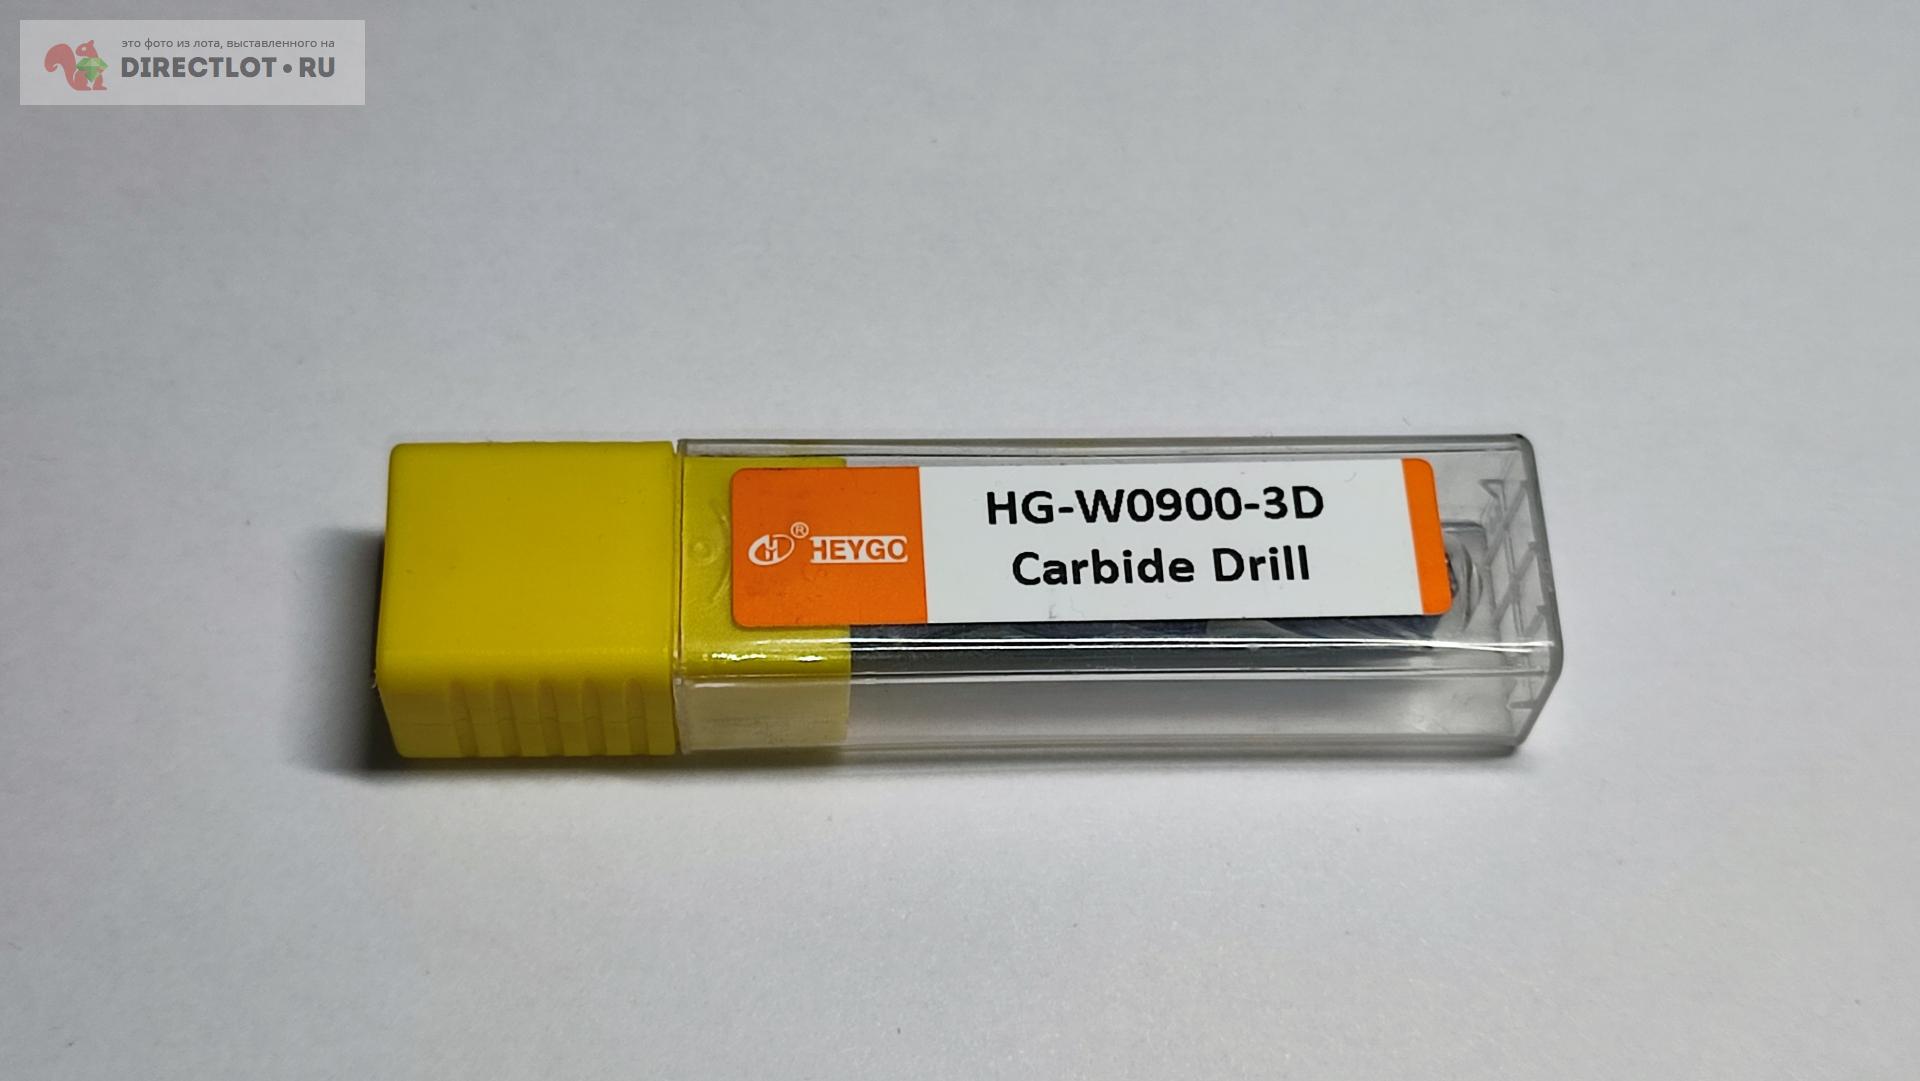 это фото из лота, выставленного на
DIRECTLOT•RU
HG-W0900-3D
Carbide Drill
H ® HEYGO